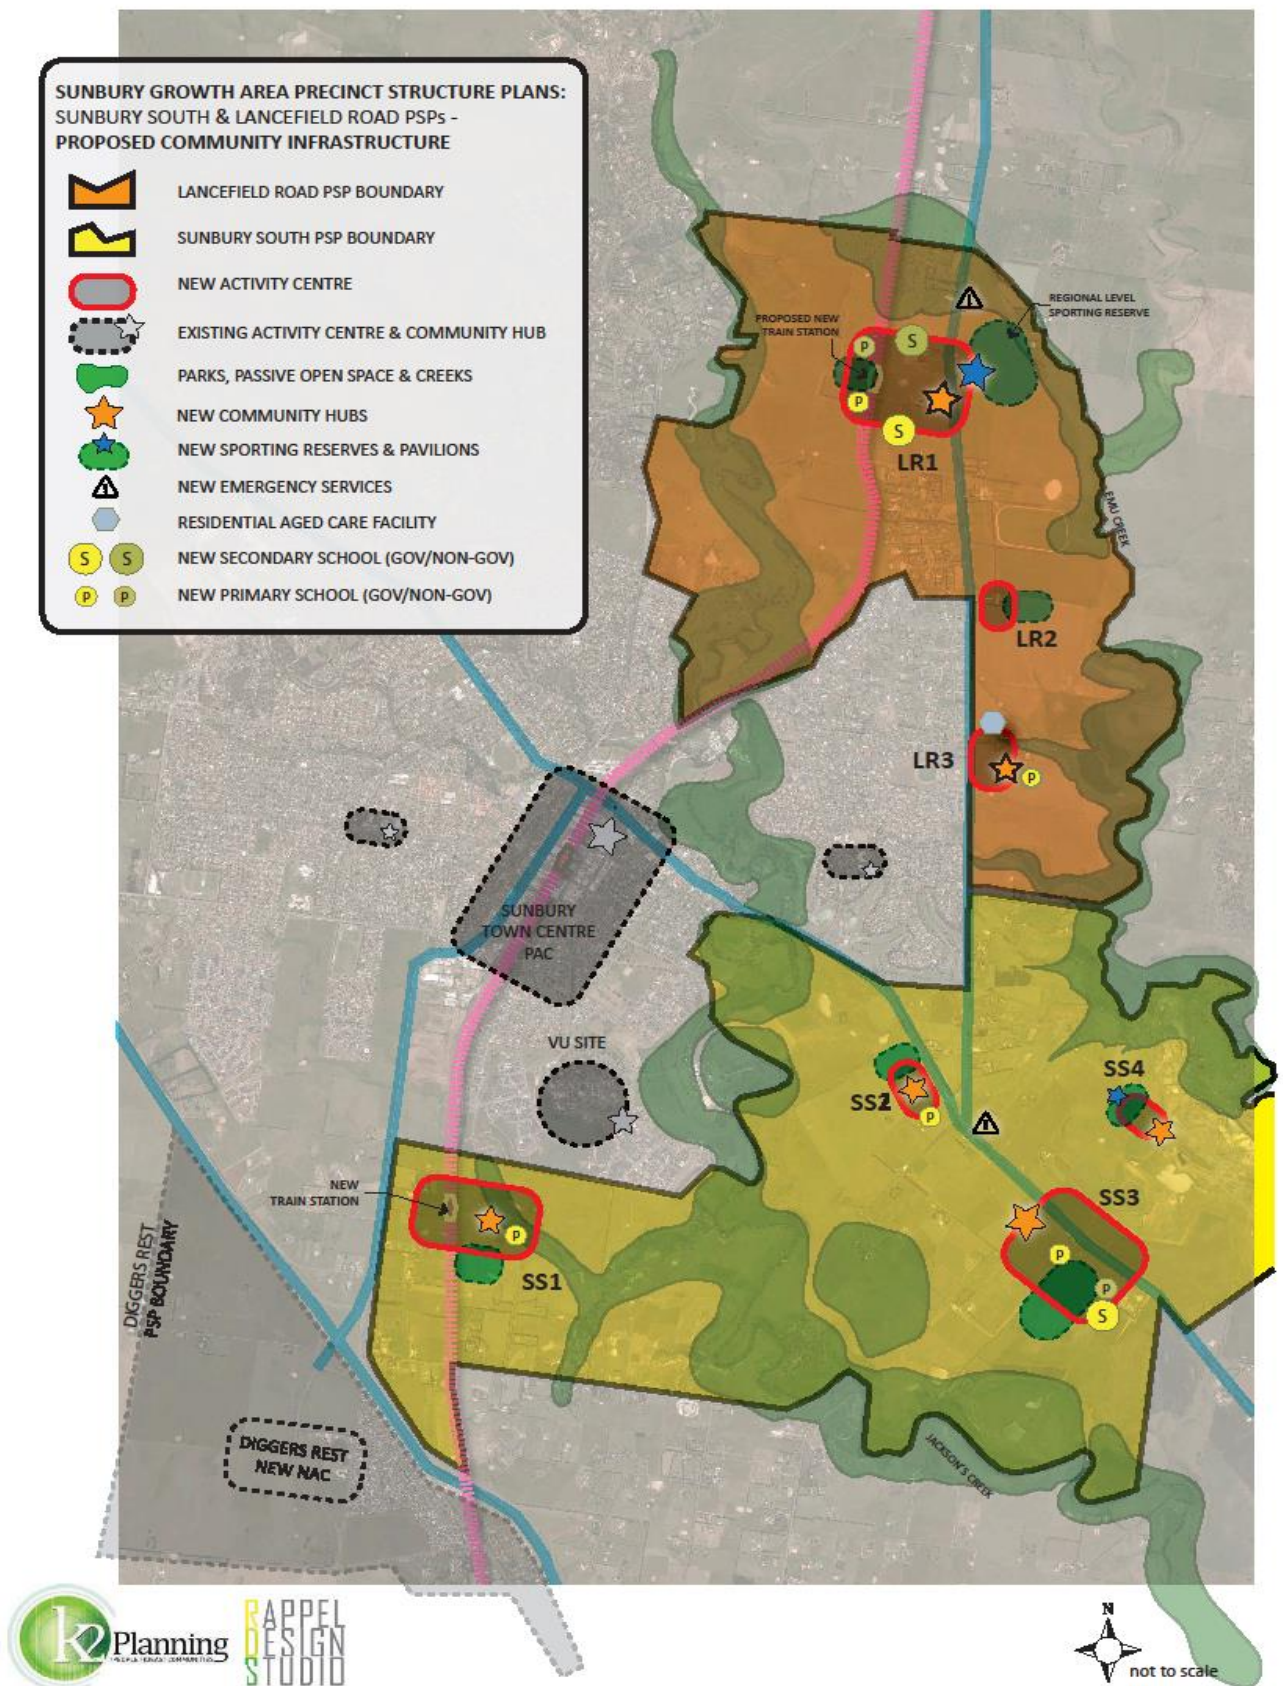 SUNBURY GROWTH AREA PRECINCT STRUCTURE PLANS:
SUNBURY SOUTH & LANCEFIELD ROAD PSPs -
PROPOSED COMMUNITY INFRASTRUCTURE
LANCEFIELD ROAD PSP BOUNDARY
SUNBURY SOUTH PSP BOUNDARY
NEW ACTIVITY CENTRE
EXISTING ACTIVITY CENTRE & COMMUNITY HUB
PARKS, PASSIVE OPEN SPACE & CREEKS
NEW COMMUNITY HUBS
NEW SPORTING RESERVES & PAVILIONS
NEW EMERGENCY SERVICES
RESIDENTIAL AGED CARE FACILITY
S S NEW SECONDARY SCHOOL (GOV/NON-GOV)
P P NEW PRIMARY SCHOOL (GOV/NON-GOV)
REGIONAL LEVEL
SPORTING RESERVE
PROPOSED NEW
TRAIN STATION
P
S
P
S
LR1
EMU CREEK
LR2
LR3
P
SUNBURY
TOWN CENTRE
PAC
VU SITE
SS4
P
NEW
TRAIN STATION
SS3
P
P
P
S
SS1
DIGGERS REST
PSP BOUNDARY
DIGGERS REST
NEW NAC
JACKSON'S CREEK
k2 Planning
RAPPEL
DESIGN
STUDIO
N
not to scale